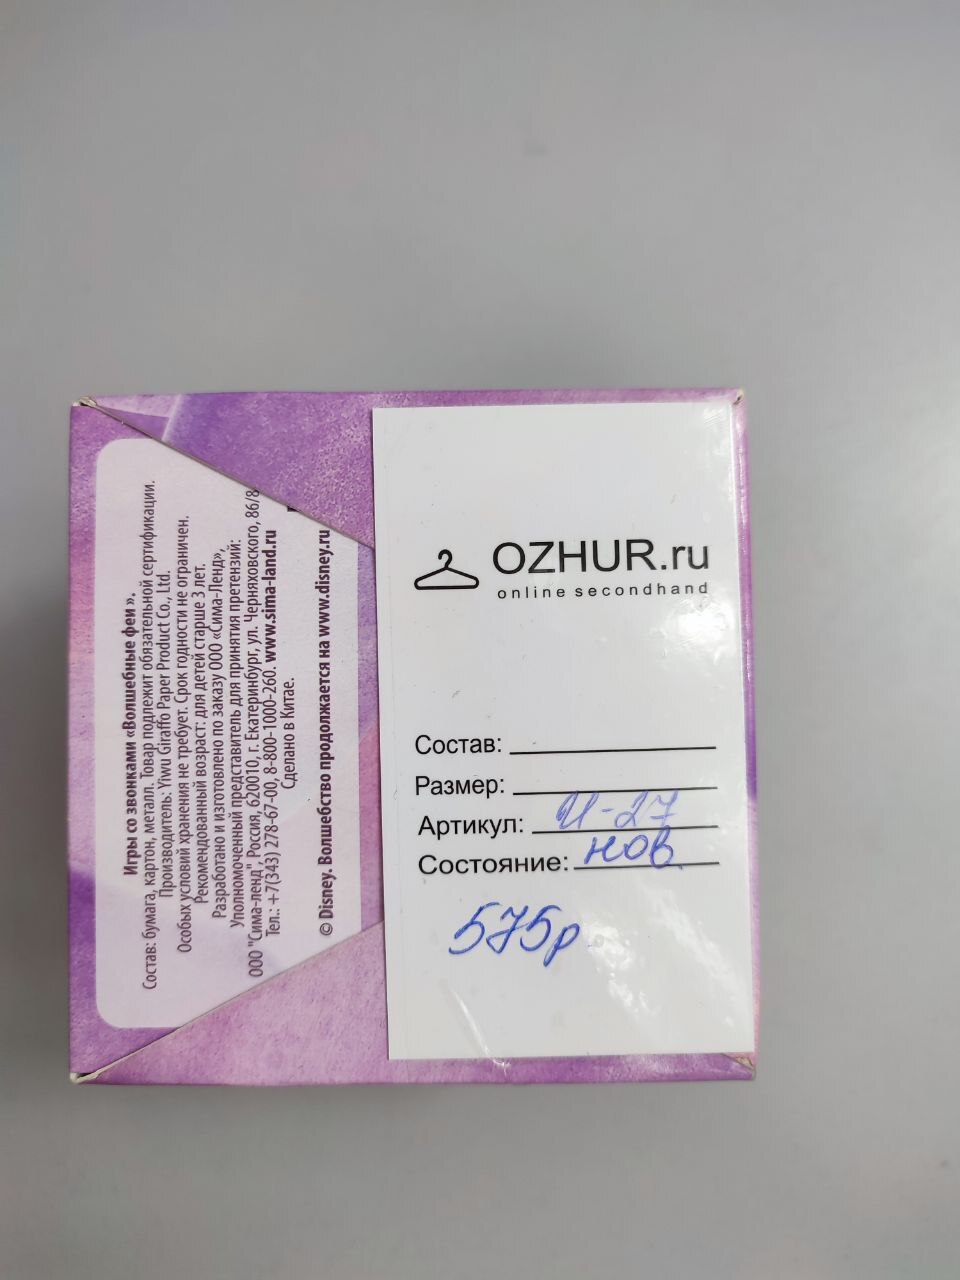 Игры со звонками «Волшебные феи».
Состав: бумага, картон, металл. Товар подлежит обязательной сертификации.
Производитель: Yiwu Giraffo Paper Product Co., Ltd.
Особых условий хранения не требует. Срок годности не ограничен.
Рекомендованный возраст: для детей старше 3 лет.
Разработано и изготовлено по заказу ООО «Сима-Ленд»,
Уполномоченный представитель для принятия претензий:
ООО "Сима-ленд", Россия, 620010, г. Екатеринбург, ул. Черняховского, 86/8
Тел.: +7(343) 278-67-00, 8-800-1000-260. www.sima-land.ru
Сделано в Китае.
© Disney. Волшебство продолжается на www.disney.ru
OZHUR.ru
online secondhand
Состав:
Размер:
Артикул: И-27
Состояние: нов
575р